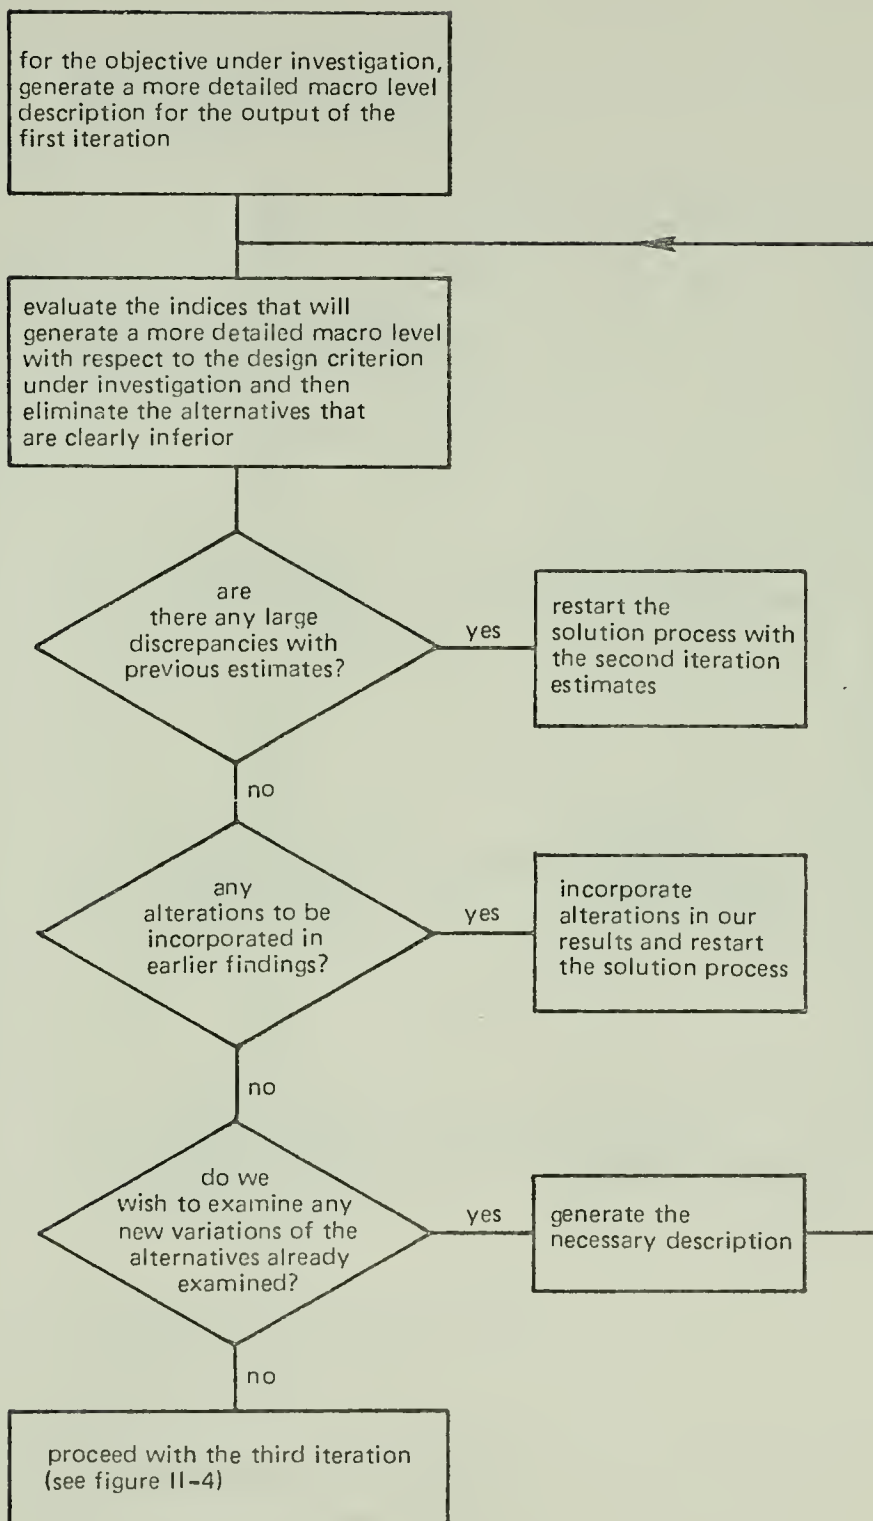 for the objective under investigation,
generate a more detailed macro level
description for the output of the
first iteration
evaluate the indices that will
generate a more detailed macro level
with respect to the design criterion
under investigation and then
eliminate the alternatives that
are clearly inferior
are
there any large
discrepancies with
previous estimates?
yes
restart the
solution process with
the second iteration
estimates
no
any
alterations to be
incorporated in
earlier findings?
yes
incorporate
alterations in our
results and restart
the solution process
no
do we
wish to examine any
new variations of the
alternatives already
examined?
yes
generate the
necessary description
no
proceed with the third iteration
(see figure II-4)